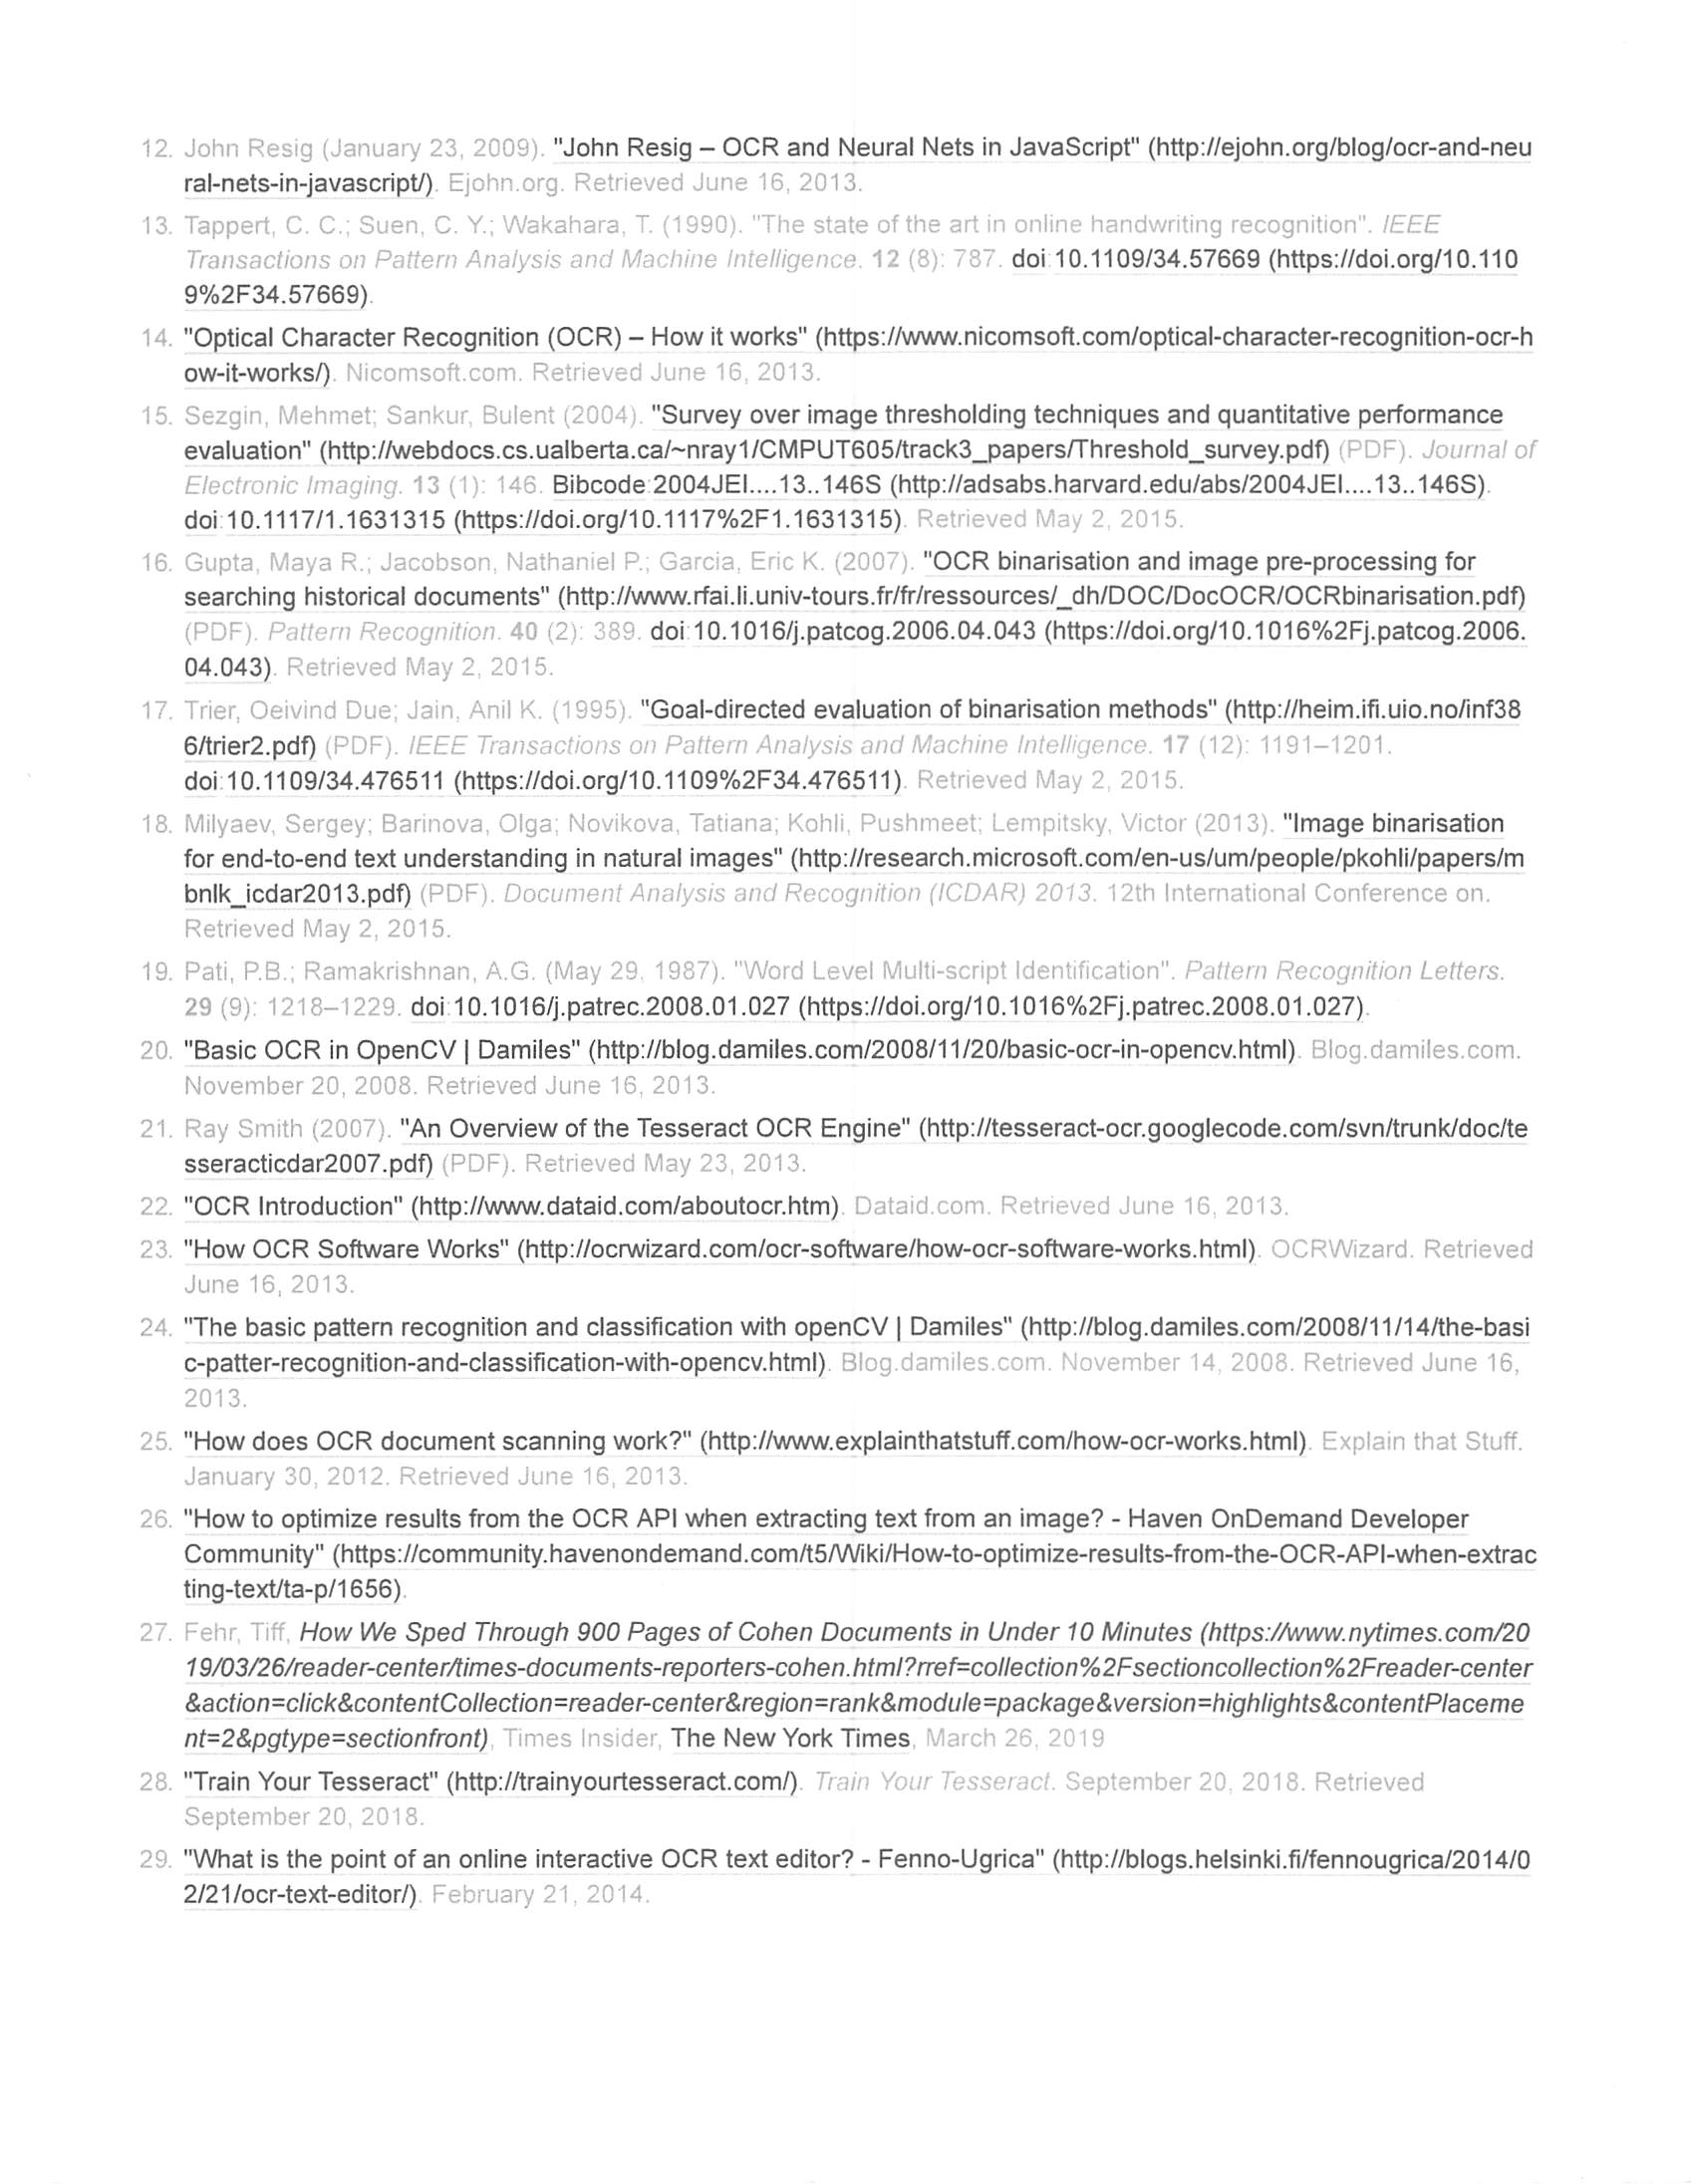 12. John Resig (January 23, 2009). "John Resig – OCR and Neural Nets in JavaScript" (http://ejohn.org/blog/ocr-and-neu
ral-nets-in-javascript/). Ejohn.org. Retrieved June 16, 2013.
13. Tappert, C. C.; Suen, C. Y.; Wakahara, T. (1990). "The state of the art in online handwriting recognition". IEEE
Transactions on Pattern Analysis and Machine Intelligence. 12 (8): 787. doi:10.1109/34.57669 (https://doi.org/10.110
9%2F34.57669).
14. "Optical Character Recognition (OCR) – How it works" (https://www.nicomsoft.com/optical-character-recognition-ocr-h
ow-it-works/). Nicomsoft.com. Retrieved June 16, 2013.
15. Sezgin, Mehmet; Sankur, Bulent (2004). "Survey over image thresholding techniques and quantitative performance
evaluation" (http://webdocs.cs.ualberta.ca/~nray1/CMPUT605/track3_papers/Threshold_survey.pdf) (PDF). Journal of
Electronic Imaging. 13 (1): 146. Bibcode:2004JEI....13..146S (http://adsabs.harvard.edu/abs/2004JEI....13..146S).
doi:10.1117/1.1631315 (https://doi.org/10.1117%2F1.1631315). Retrieved May 2, 2015.
16. Gupta, Maya R.; Jacobson, Nathaniel P.; Garcia, Eric K. (2007). "OCR binarisation and image pre-processing for
searching historical documents" (http://www.rfai.li.univ-tours.fr/fr/ressources/_dh/DOC/DocOCR/OCRbinarisation.pdf)
(PDF). Pattern Recognition. 40 (2): 389. doi:10.1016/j.patcog.2006.04.043 (https://doi.org/10.1016%2Fj.patcog.2006.
04.043). Retrieved May 2, 2015.
17. Trier, Oeivind Due; Jain, Anil K. (1995). "Goal-directed evaluation of binarisation methods" (http://heim.ifi.uio.no/inf38
6/trier2.pdf) (PDF). IEEE Transactions on Pattern Analysis and Machine Intelligence. 17 (12): 1191–1201.
doi:10.1109/34.476511 (https://doi.org/10.1109%2F34.476511). Retrieved May 2, 2015.
18. Milyaev, Sergey; Barinova, Olga; Novikova, Tatiana; Kohli, Pushmeet; Lempitsky, Victor (2013). "Image binarisation
for end-to-end text understanding in natural images" (http://research.microsoft.com/en-us/um/people/pkohli/papers/m
bnlk_icdar2013.pdf) (PDF). Document Analysis and Recognition (ICDAR) 2013. 12th International Conference on.
Retrieved May 2, 2015.
19. Pati, P.B.; Ramakrishnan, A.G. (May 29, 1987). "Word Level Multi-script Identification". Pattern Recognition Letters.
29 (9): 1218–1229. doi:10.1016/j.patrec.2008.01.027 (https://doi.org/10.1016%2Fj.patrec.2008.01.027).
20. "Basic OCR in OpenCV | Damiles" (http://blog.damiles.com/2008/11/20/basic-ocr-in-opencv.html). Blog.damiles.com.
November 20, 2008. Retrieved June 16, 2013.
21. Ray Smith (2007). "An Overview of the Tesseract OCR Engine" (http://tesseract-ocr.googlecode.com/svn/trunk/doc/te
sseracticdar2007.pdf) (PDF). Retrieved May 23, 2013.
22. "OCR Introduction" (http://www.dataid.com/aboutocr.htm). Dataid.com. Retrieved June 16, 2013.
23. "How OCR Software Works" (http://ocrwizard.com/ocr-software/how-ocr-software-works.html). OCRWizard. Retrieved
June 16, 2013.
24. "The basic pattern recognition and classification with openCV | Damiles" (http://blog.damiles.com/2008/11/14/the-basi
c-patter-recognition-and-classification-with-opencv.html). Blog.damiles.com. November 14, 2008. Retrieved June 16,
2013.
25. "How does OCR document scanning work?" (http://www.explainthatstuff.com/how-ocr-works.html). Explain that Stuff.
January 30, 2012. Retrieved June 16, 2013.
26. "How to optimize results from the OCR API when extracting text from an image? - Haven OnDemand Developer
Community" (https://community.havenondemand.com/t5/Wiki/How-to-optimize-results-from-the-OCR-API-when-extrac
ting-text/ta-p/1656).
27. Fehr, Tiff, How We Sped Through 900 Pages of Cohen Documents in Under 10 Minutes (https://www.nytimes.com/20
19/03/26/reader-center/times-documents-reporters-cohen.html?rref=collection%2Fsectioncollection%2Freader-center
&action=click&contentCollection=reader-center&region=rank&module=package&version=highlights&contentPlaceme
nt=2&pgtype=sectionfront), Times Insider, The New York Times, March 26, 2019
28. "Train Your Tesseract" (http://trainyourtesseract.com/). Train Your Tesseract. September 20, 2018. Retrieved
September 20, 2018.
29. "What is the point of an online interactive OCR text editor? - Fenno-Ugrica" (http://blogs.helsinki.fi/fennougrica/2014/0
2/21/ocr-text-editor/). February 21, 2014.